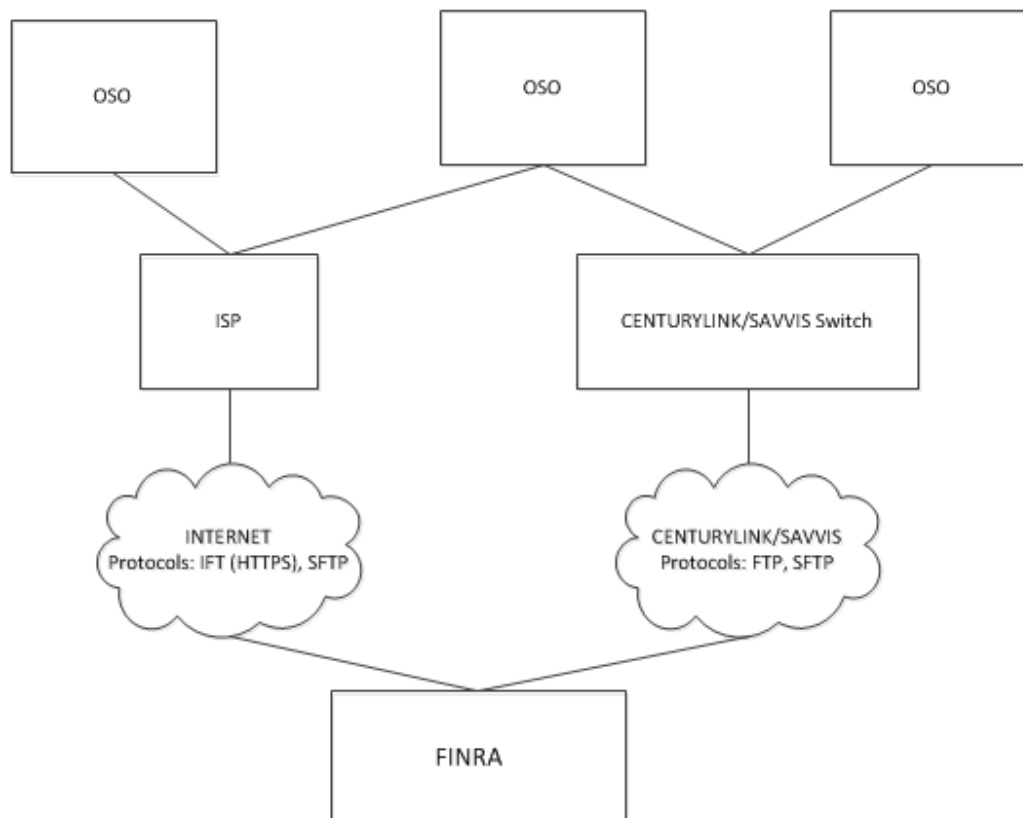 OSO
OSO
OSO
ISP
CENTURYLINK/SAVVIS Switch
INTERNET
Protocols: IFT (HTTPS), SFTP
CENTURYLINK/SAVVIS
Protocols: FTP, SFTP
FINRA